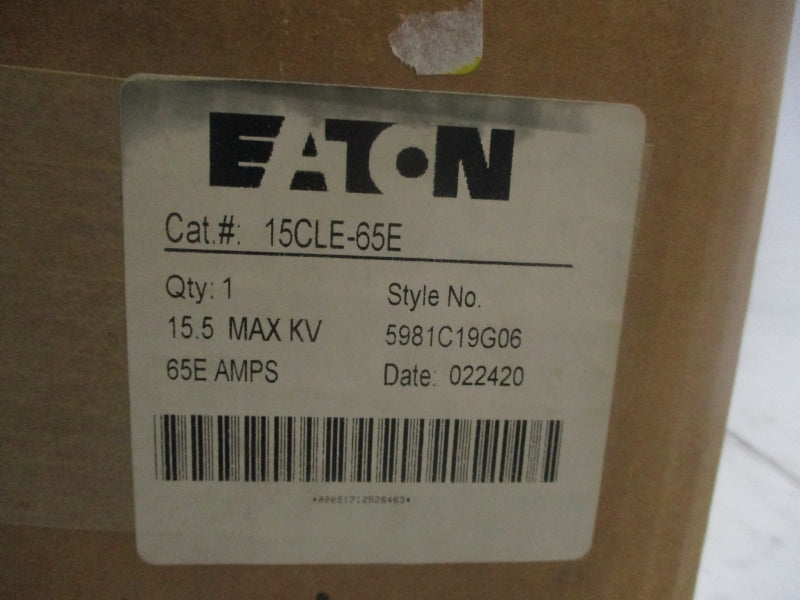 EATON
Cat.#: 15CLE-65E
Qty: 1
Style No.
15.5 MAX KV
5981C19G06
65E AMPS
Date: 022420